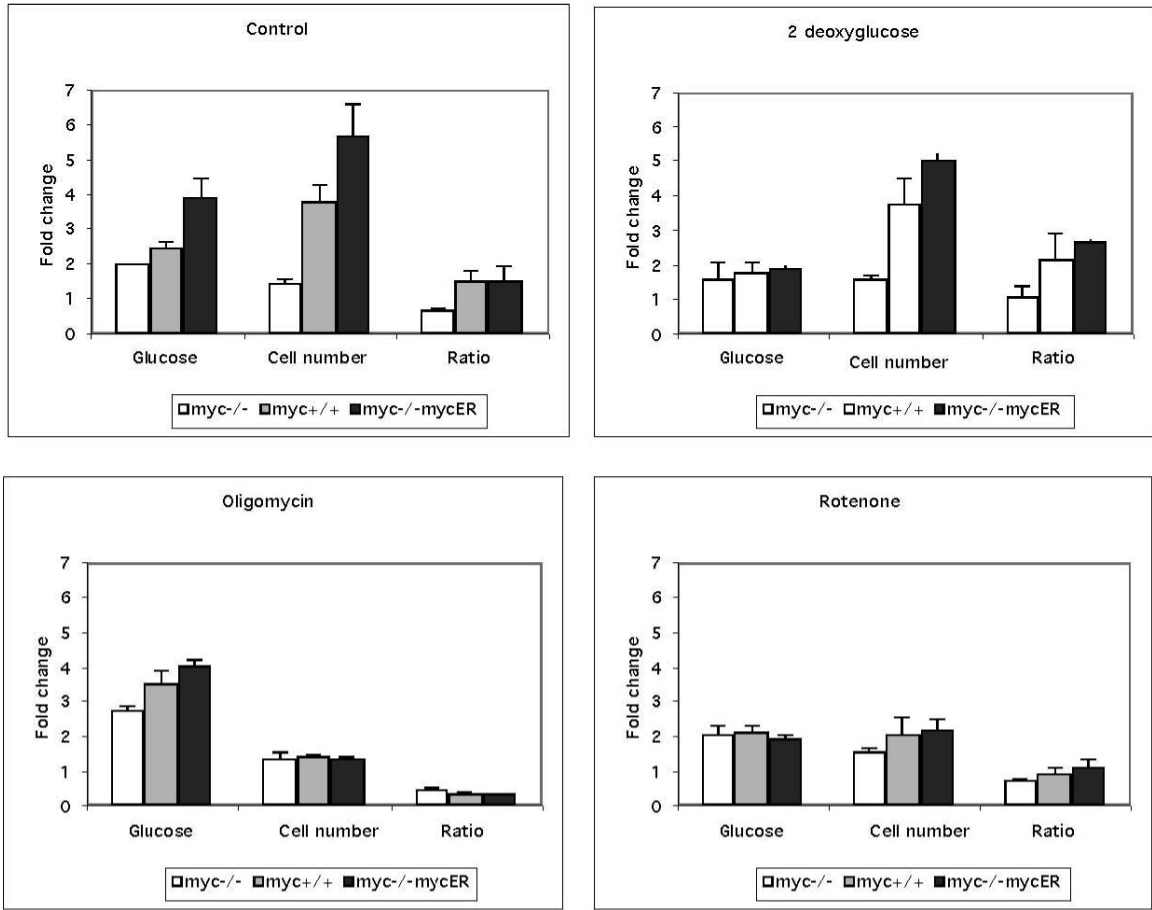 Control
Fold change
7
6
5
4
3
2
1
0
Glucose Cell number Ratio
myc-/- myc+/+ myc-/-mycER
2 deoxyglucose
Fold change
7
6
5
4
3
2
1
0
Glucose Cell number Ratio
myc-/- myc+/+ myc-/-mycER
Oligomycin
Fold change
7
6
5
4
3
2
1
0
Glucose Cell number Ratio
myc-/- myc+/+ myc-/-mycER
Rotenone
Fold change
7
6
5
4
3
2
1
0
Glucose Cell number Ratio
myc-/- myc+/+ myc-/-mycER